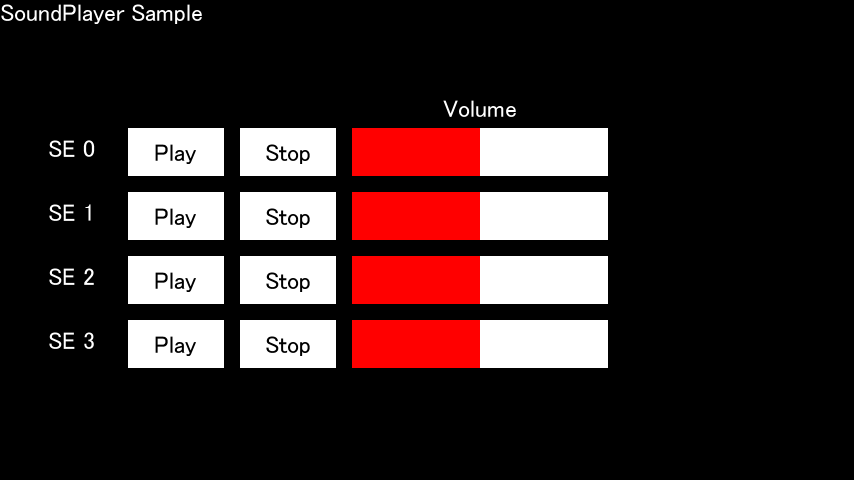 SoundPlayer Sample
Volume
SE 0 Play Stop
SE 1 Play Stop
SE 2 Play Stop
SE 3 Play Stop